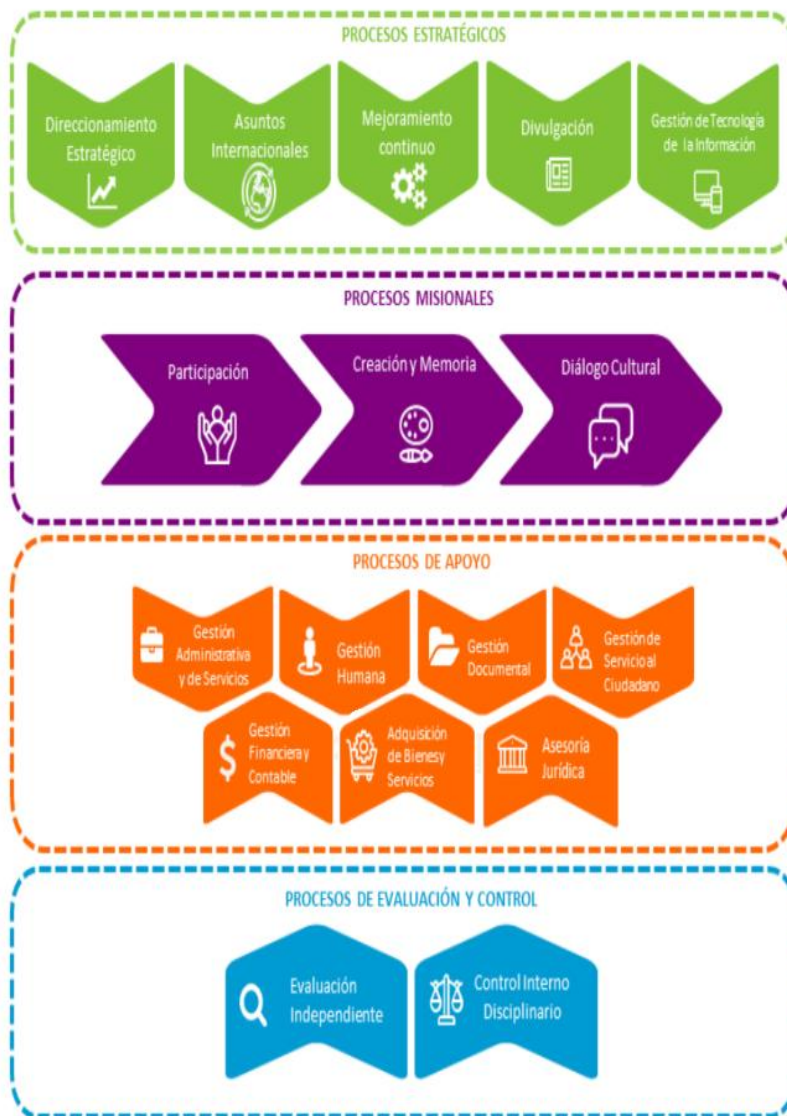 PROCESOS ESTRATÉGICOS
Direccionamiento
Estratégico
Asuntos
Internacionales
Mejoramiento
continuo
Divulgación
Gestión de Tecnología
de la Información
PROCESOS MISIONALES
Participación
Creación y Memoria
Diálogo Cultural
PROCESOS DE APOYO
Gestión
Administrativa
y de Servicios
Gestión
Humana
Gestión
Documental
Gestión de
Servicio al
Ciudadano
$
Gestión
Financiera y
Contable
Adquisición
de Bienes y
Servicios
Asesoría
Jurídica
PROCESOS DE EVALUACIÓN Y CONTROL
Evaluación
Independiente
Control Interno
Disciplinario